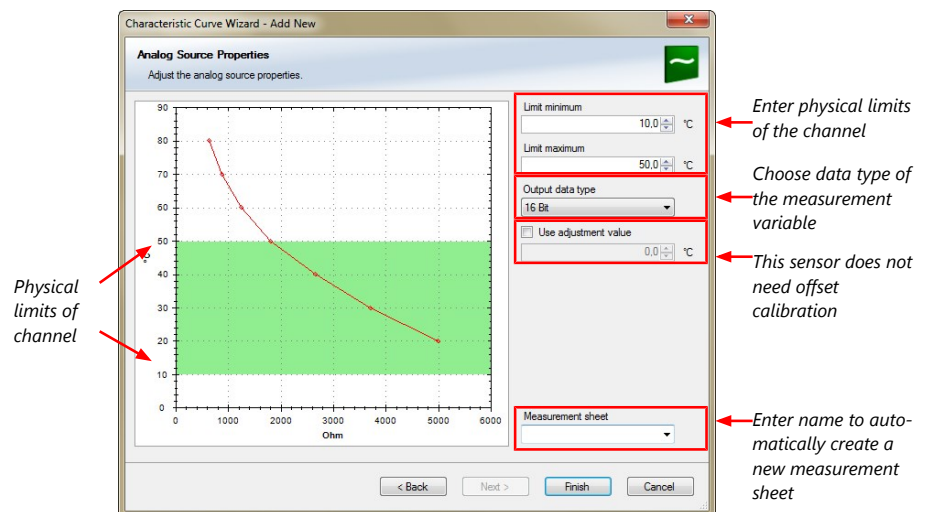 Characteristic Curve Wizard - Add New
Analog Source Properties
Adjust the analog source properties.
90
80
70
60
50
40
30
20
10
0
°C
0
1000
2000
3000
4000
5000
6000
Ohm
Limit minimum
10,0 °C
Limit maximum
50,0 °C
Output data type
16 Bit
Use adjustment value
0,0 °C
Measurement sheet
< Back
Next >
Finish
Cancel
Physical
limits of
channel
Enter physical limits
of the channel
Choose data type of
the measurement
variable
This sensor does not
need offset
calibration
Enter name to auto-
matically create a
new measurement
sheet